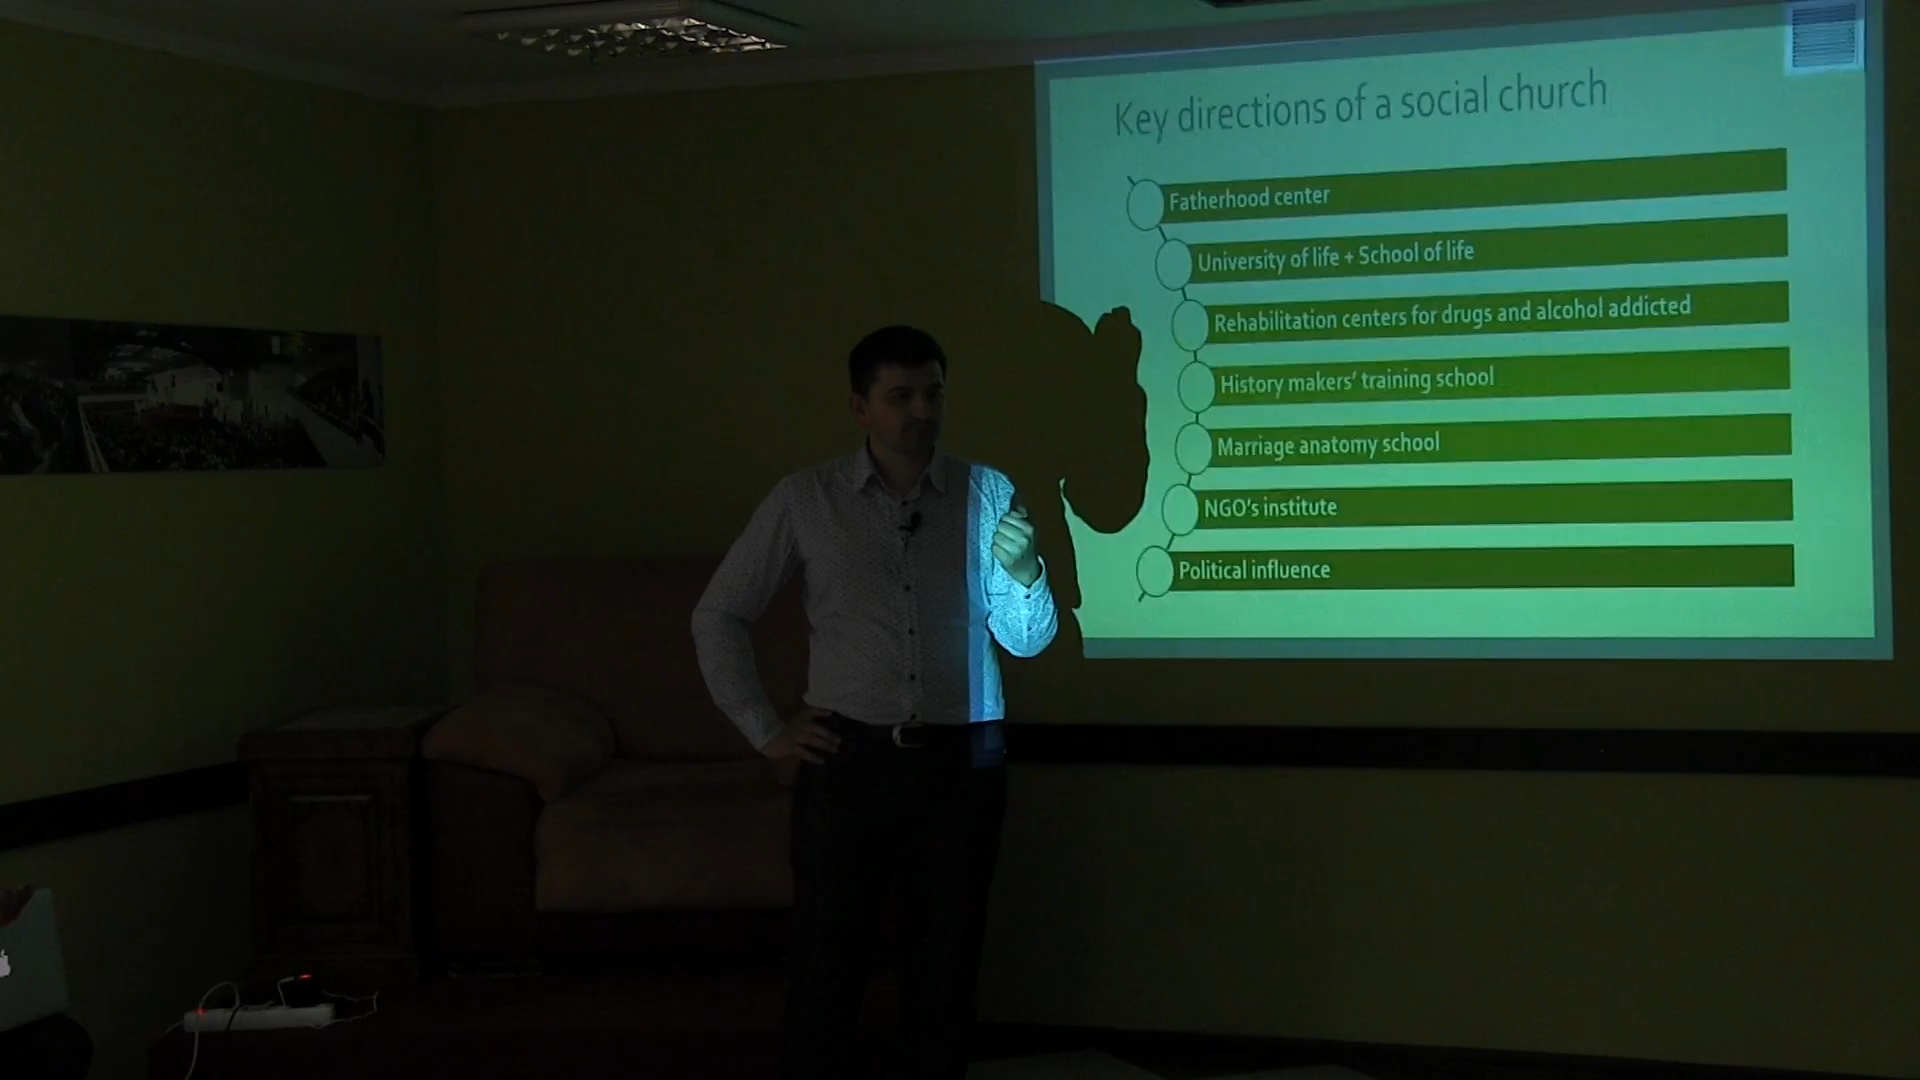 Key directions of a social church
Fatherhood center
University of life + School of life
Rehabilitation centers for drugs and alcohol addicted
History makers' training school
Marriage anatomy school
NGO's institute
Political influence